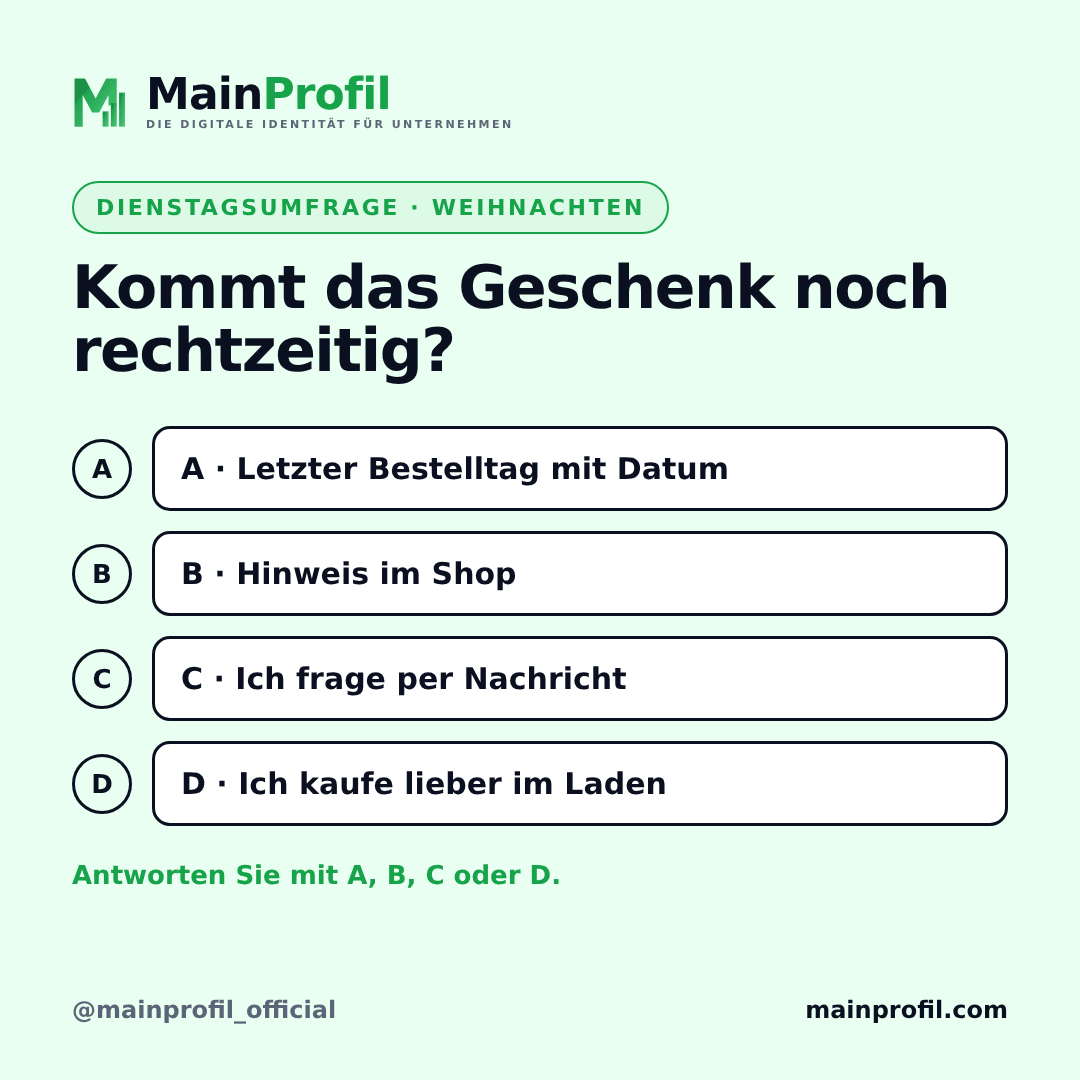 MainProfil
DIE DIGITALE IDENTITÄT FÜR UNTERNEHMEN
DIENSTAGSUMFRAGE · WEIHNACHTEN
Kommt das Geschenk noch
rechtzeitig?
A
A · Letzter Bestelltag mit Datum
B
B · Hinweis im Shop
C
C · Ich frage per Nachricht
D
D · Ich kaufe lieber im Laden
Antworten Sie mit A, B, C oder D.
@mainprofil_official
mainprofil.com